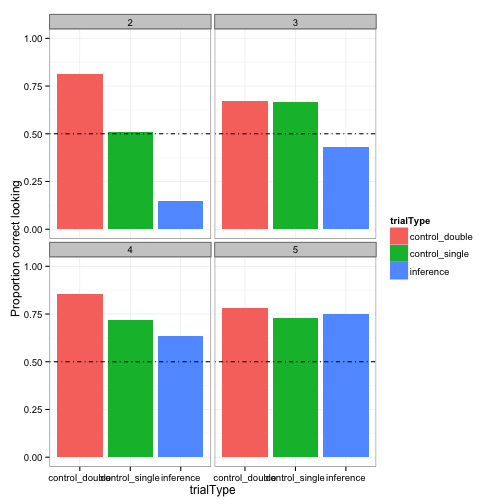 2 3
1.00
0.75
0.50
0.25
0.00
4 5
1.00
0.75
0.50
0.25
0.00
control_double control_single inference control_double control_single inference
trialType
Proportion correct looking
trialType
control_double
control_single
inference